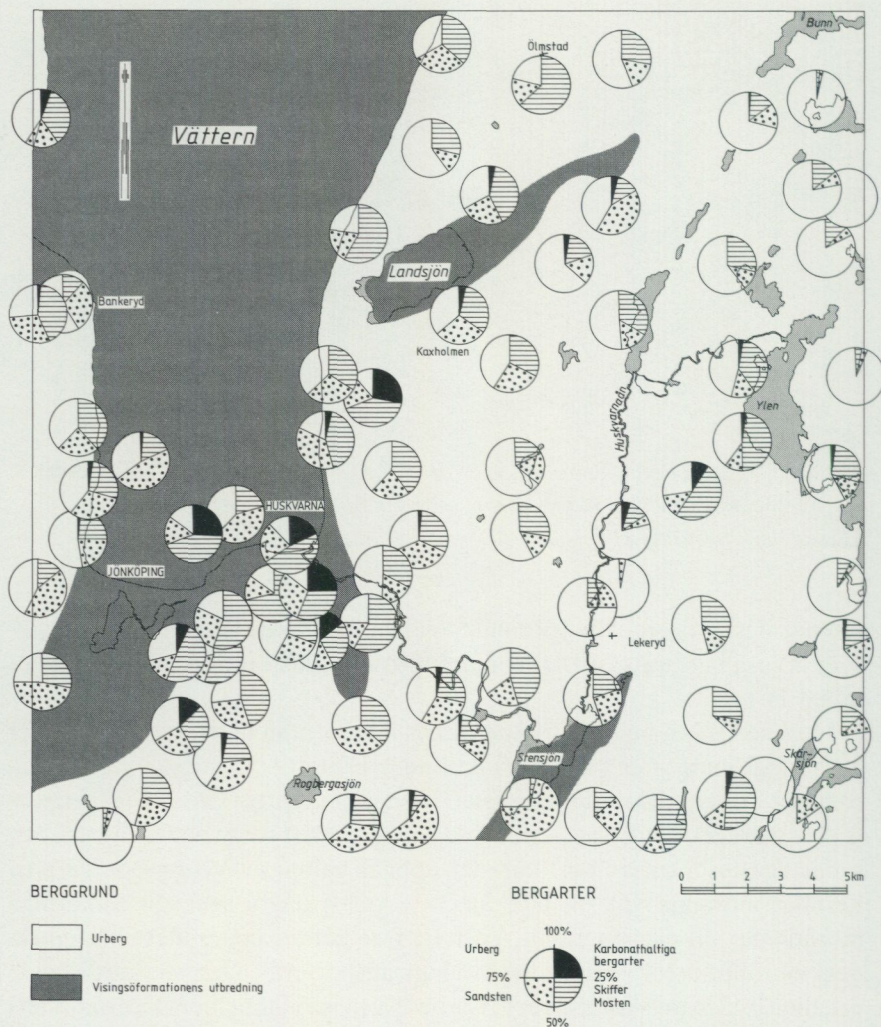 Bunn
Ölmstad
Vättern
Landsjön
Bankeryd
Kaxholmen
Huskvarnaån
Ylen
HUSKVARNA
JÖNKÖPING
Lekeryd
Stensjön
Skär-
sjön
Rogbergasjön
BERGGRUND
Urberg
Visingsöformationens utbredning
BERGARTER
0 1 2 3 4 5km
100%
Urberg
Karbonathaltiga
bergarter
75%
25%
Sandsten
Skiffer
Mosten
50%